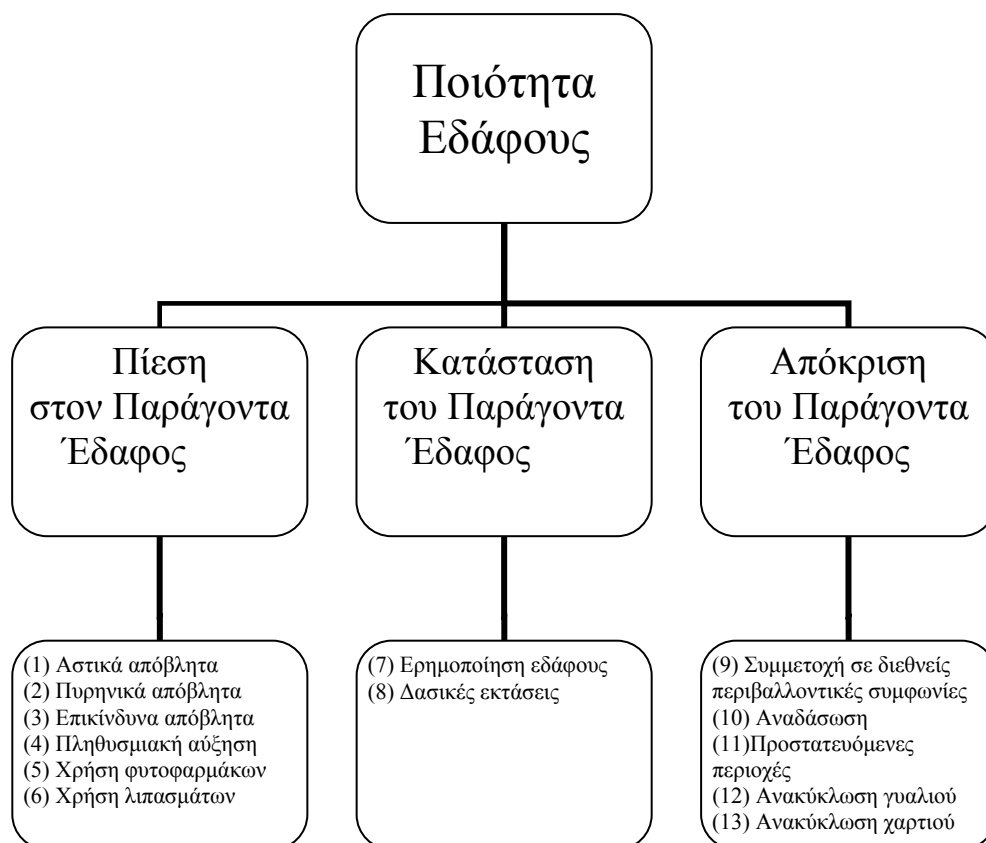 Ποιότητα
Εδάφους
Πίεση
στον Παράγοντα
Έδαφος
Κατάσταση
του Παράγοντα
Έδαφος
Απόκριση
του Παράγοντα
Έδαφος
(1) Αστικά απόβλητα
(2) Πυρηνικά απόβλητα
(3) Επικίνδυνα απόβλητα
(4) Πληθυσμιακή αύξηση
(5) Χρήση φυτοφαρμάκων
(6) Χρήση λιπασμάτων
(7) Ερημοποίηση εδάφους
(8) Δασικές εκτάσεις
(9) Συμμετοχή σε διεθνείς
περιβαλλοντικές συμφωνίες
(10) Αναδάσωση
(11)Προστατευόμενες
περιοχές
(12) Ανακύκλωση γυαλιού
(13) Ανακύκλωση χαρτιού